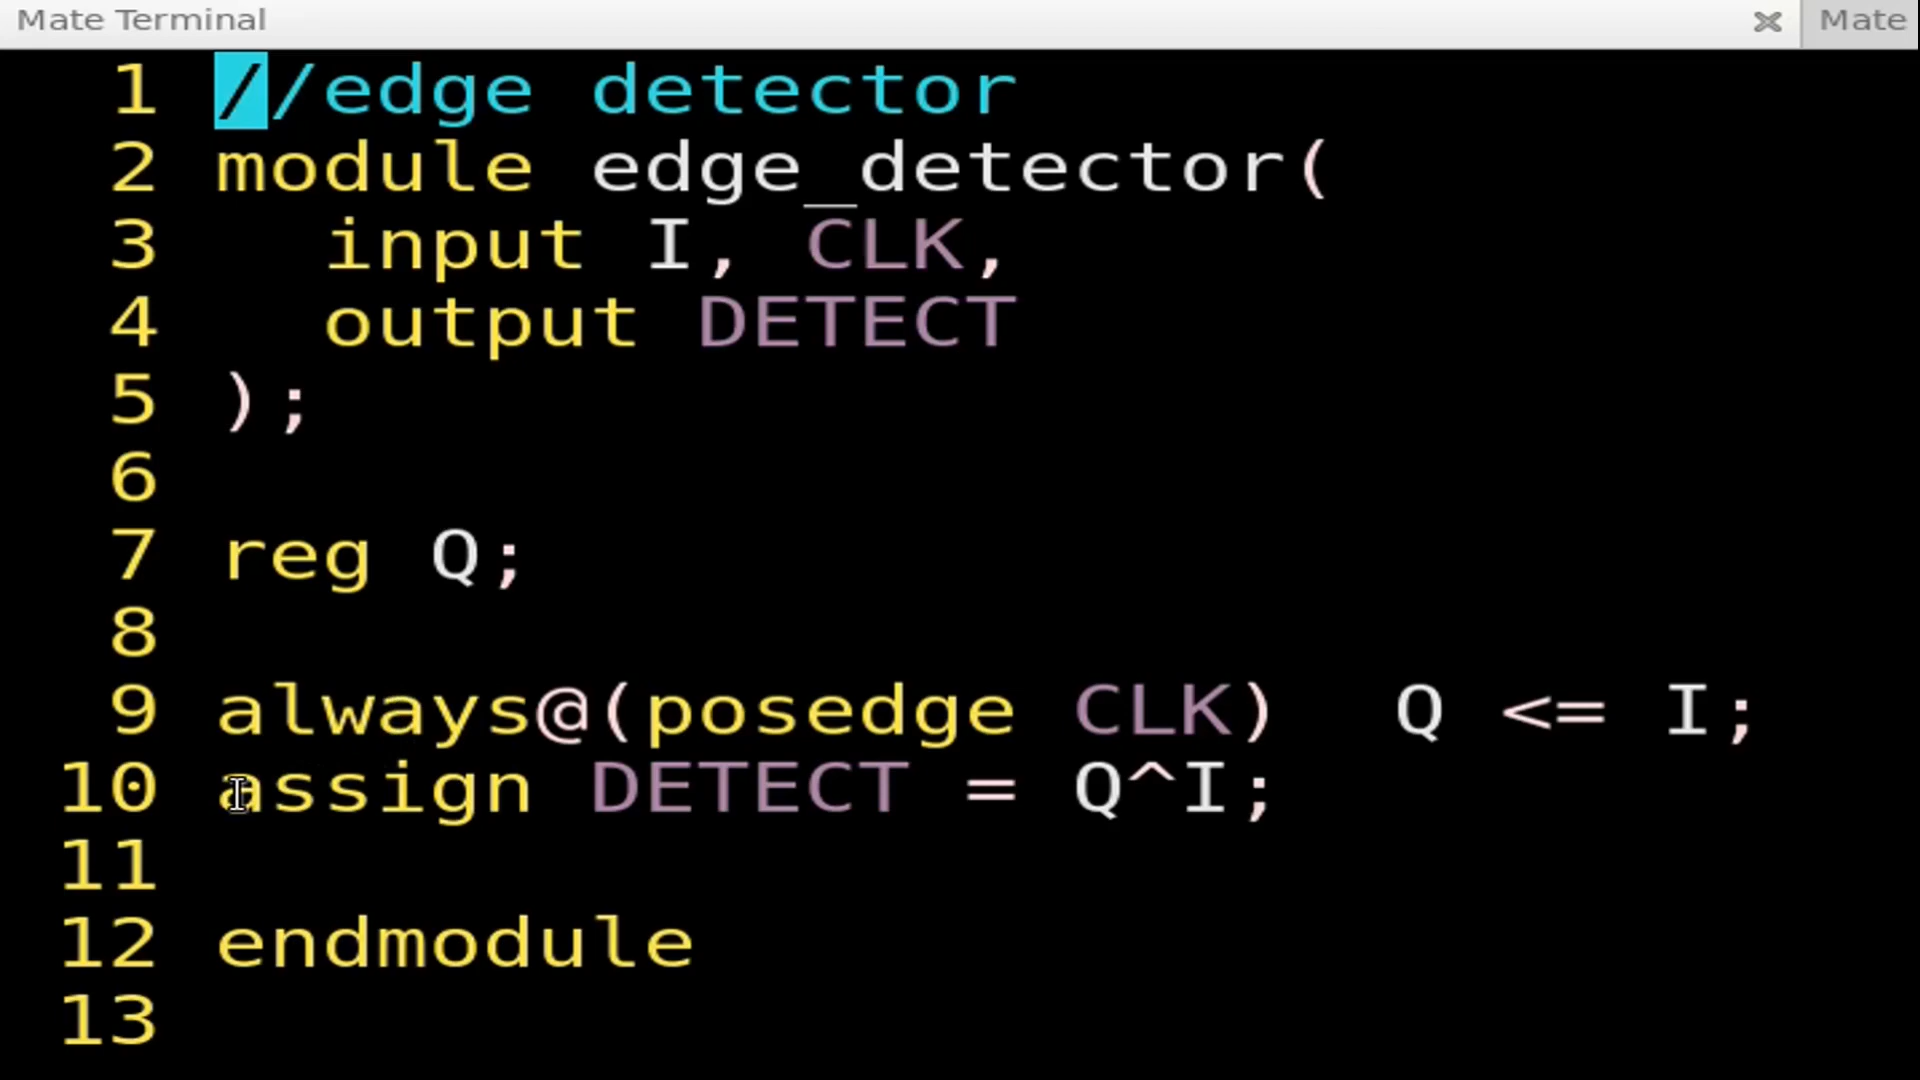 Mate Terminal
Mate
1 //edge detector
2 module edge_detector(
3   input I, CLK,
4   output DETECT
5 );
6
7 reg Q;
8
9 always@(posedge CLK)  Q <= I;
10 assign DETECT = Q^I;
11
12 endmodule
13